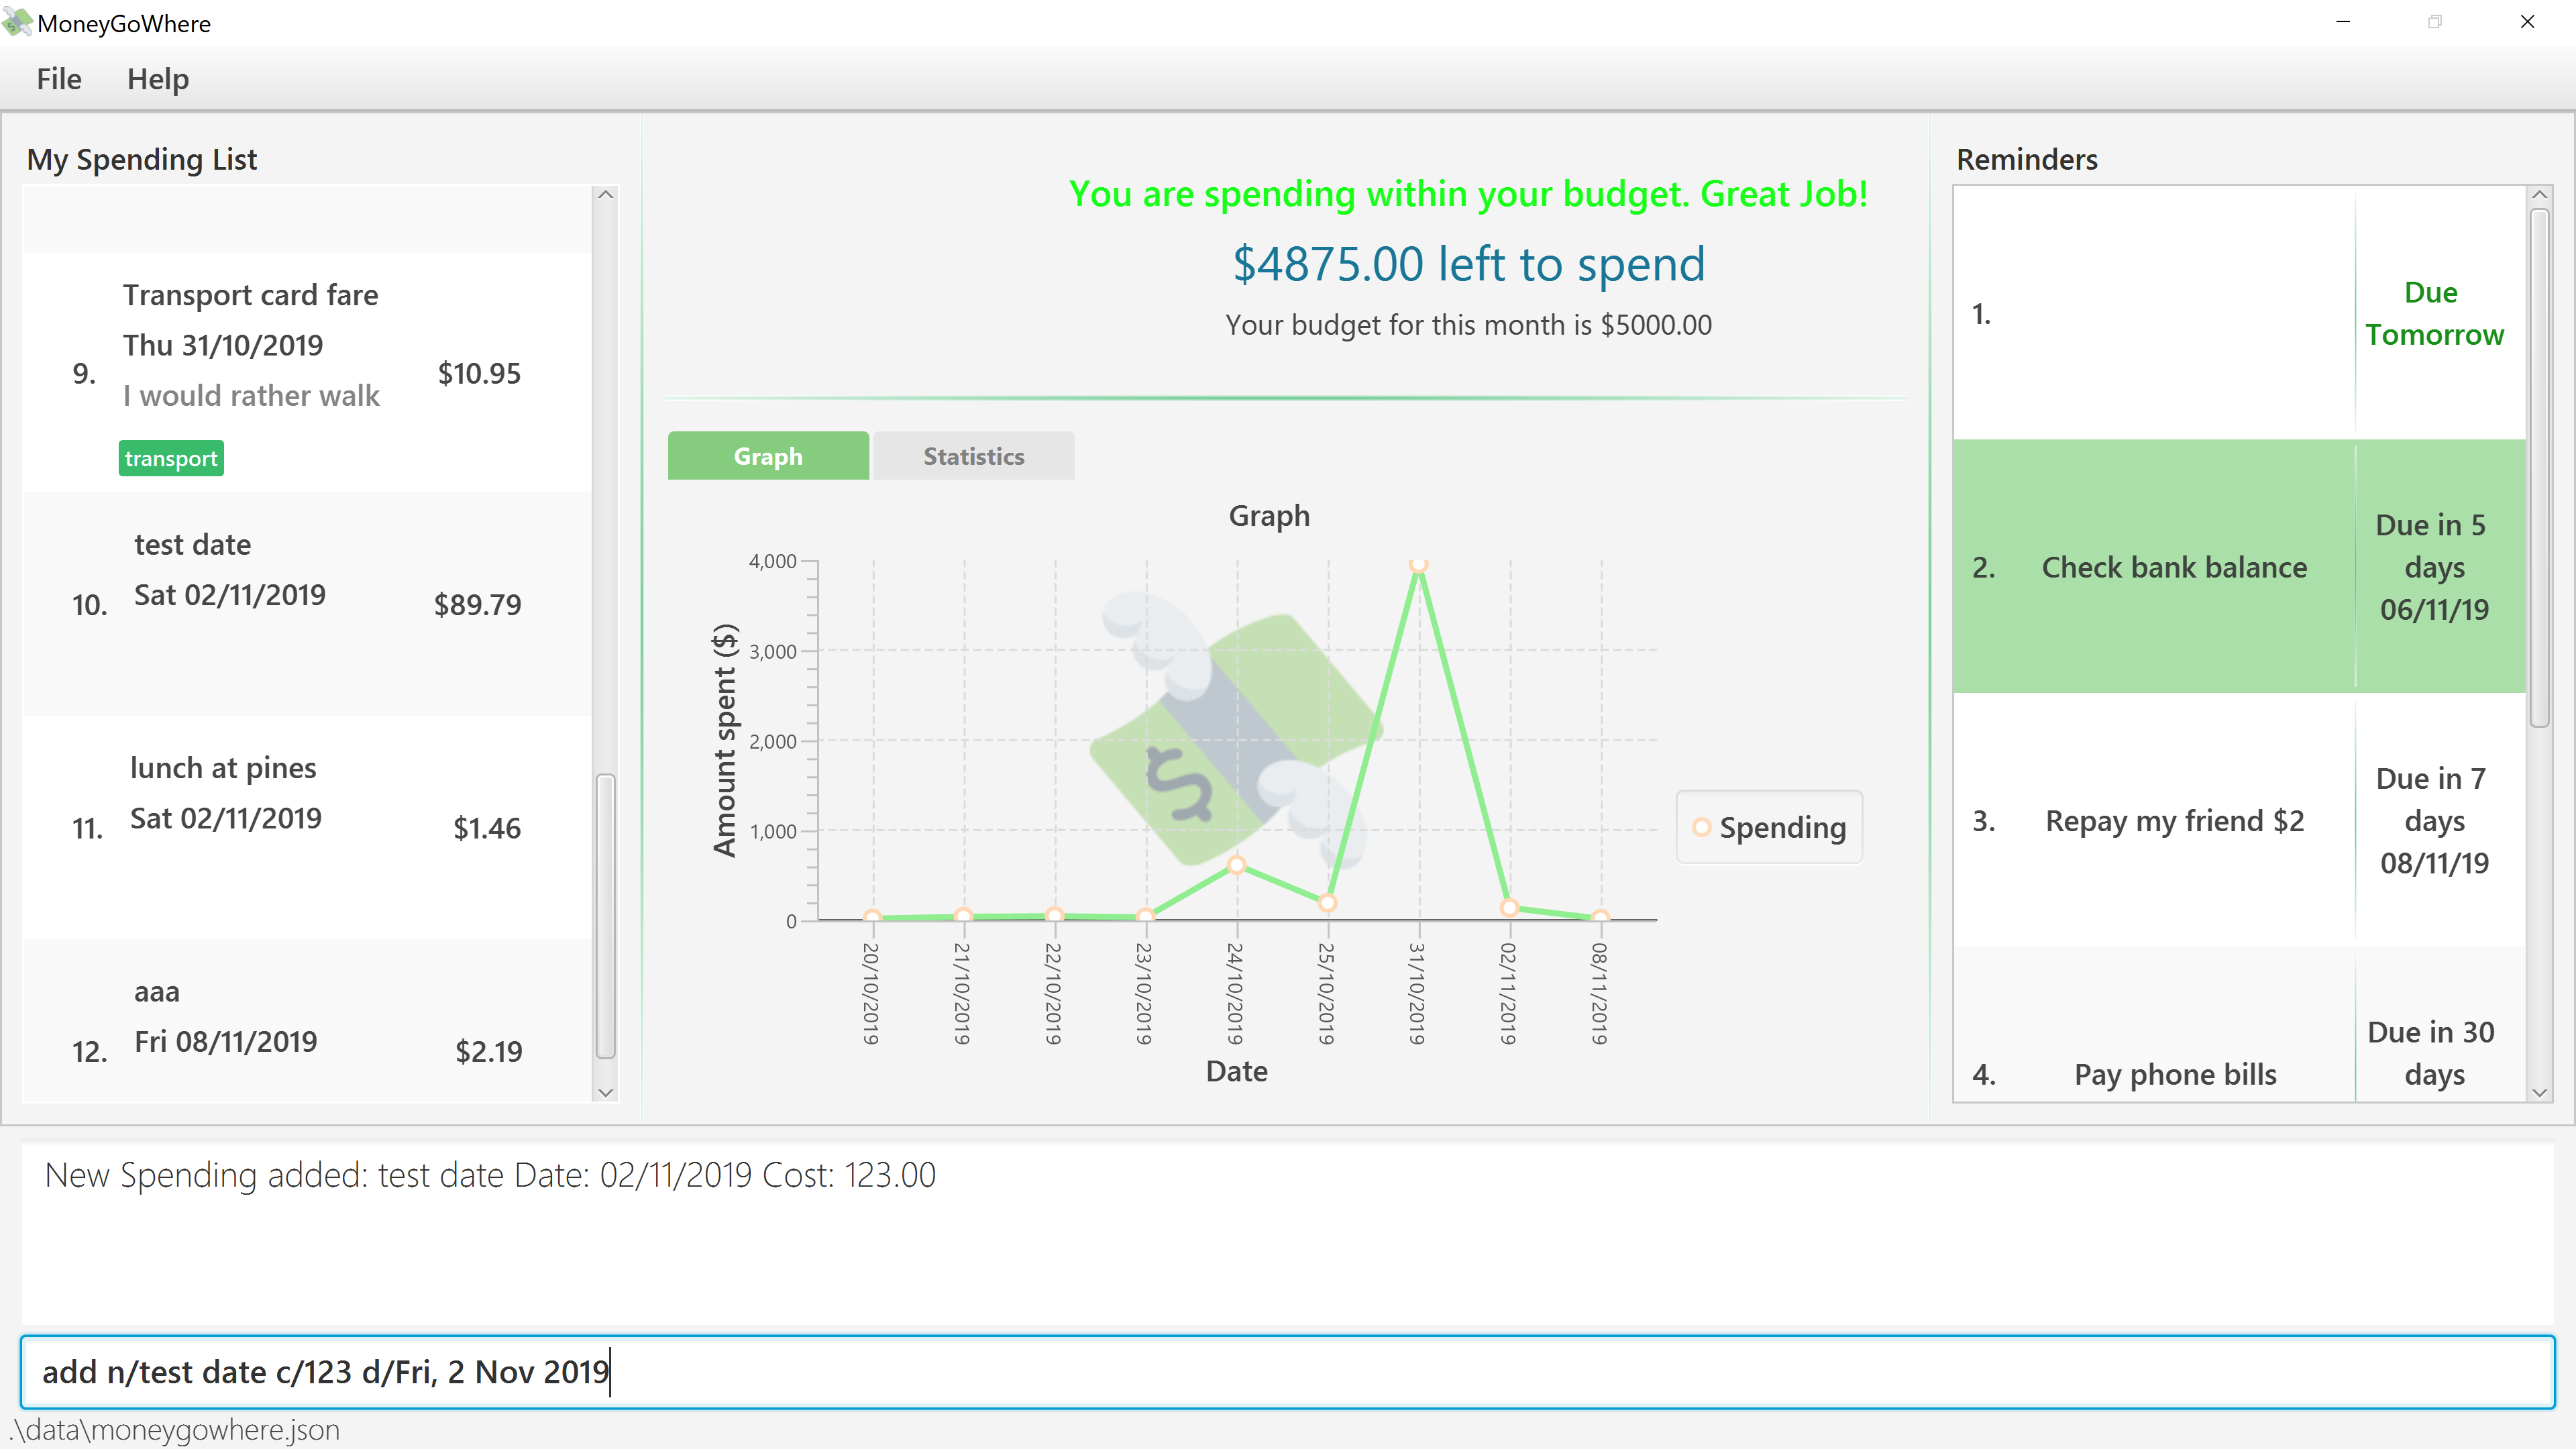 MoneyGoWhere
File
Help
My Spending List
9.
Transport card fare
Thu 31/10/2019
I would rather walk
transport
$10.95
10.
test date
Sat 02/11/2019
$89.79
11.
lunch at pines
Sat 02/11/2019
$1.46
12.
aaa
Fri 08/11/2019
$2.19
You are spending within your budget. Great Job!
$4875.00 left to spend
Your budget for this month is $5000.00
Graph
Statistics
Graph
Amount spent ($)
4,000
3,000
2,000
1,000
0
20/10/2019
21/10/2019
22/10/2019
23/10/2019
24/10/2019
25/10/2019
31/10/2019
02/11/2019
08/11/2019
Date
Spending
Reminders
1.
Due
Tomorrow
2.
Check bank balance
Due in 5
days
06/11/19
3.
Repay my friend $2
Due in 7
days
08/11/19
4.
Pay phone bills
Due in 30
days
New Spending added: test date Date: 02/11/2019 Cost: 123.00
add n/test date c/123 d/Fri, 2 Nov 2019
.\data\moneygowhere.json